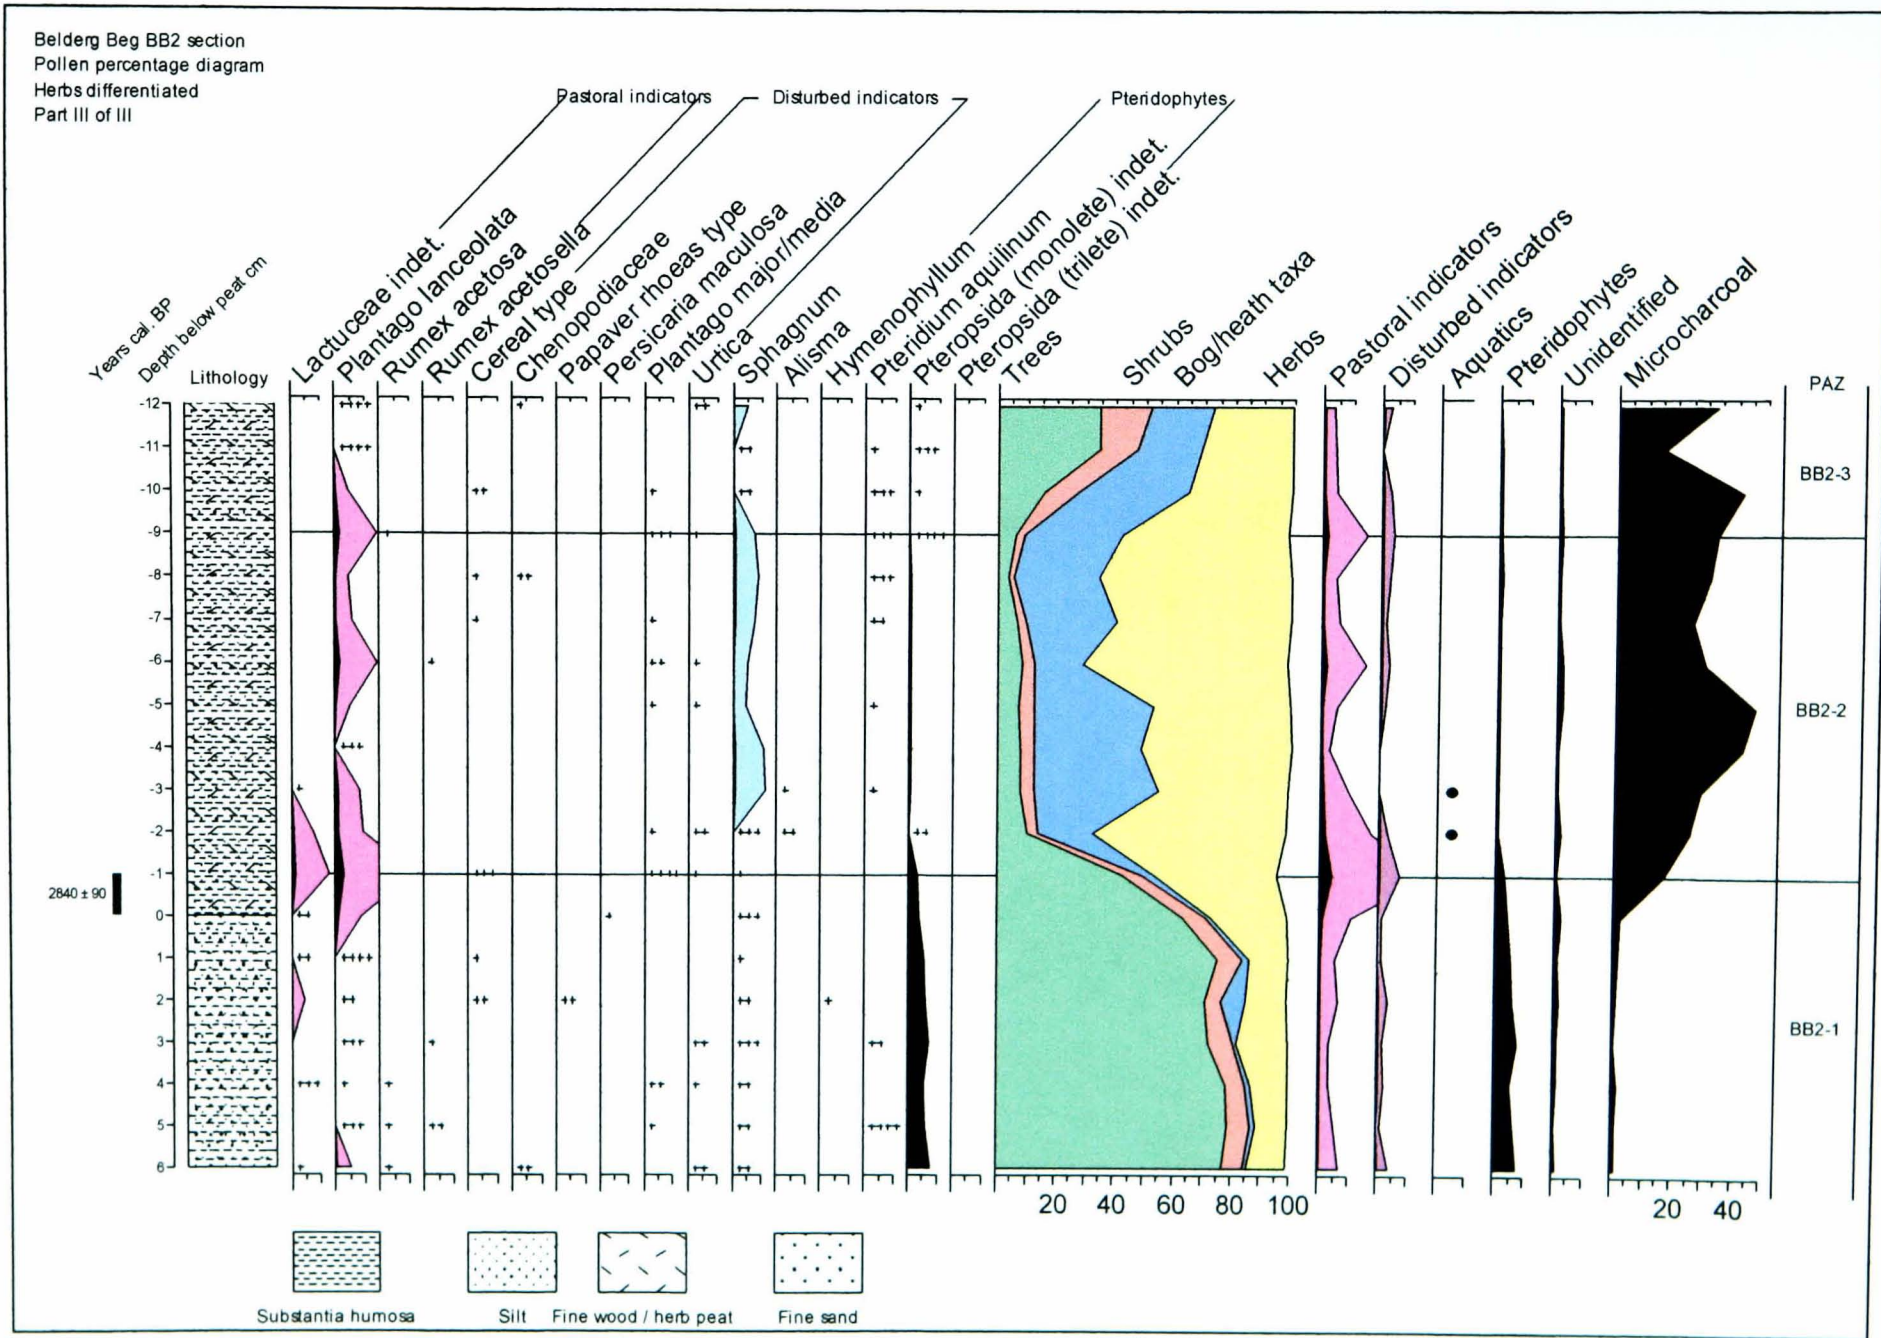 Belderg Beg BB2 section
Pollen percentage diagram
Herbs differentiated
Part III of III
Pastoral indicators
Disturbed indicators
Pteridophytes
Years cal. BP
Depth below peat cm
Lithology
Lactuceae indet.
Plantago lanceolata
Rumex acetosa
Rumex acetosella
Cereal type
Chenopodiaceae
Papaver rhoeas type
Persicaria maculosa
Plantago major/media
Urtica
Sphagnum
Alisma
Hymenophyllum
Pteridium aquilinum
Pteropsida (monolete) indet.
Pteropsida (trilete) indet.
Trees
Shrubs
Bog/heath taxa
Herbs
Pastoral indicators
Disturbed indicators
Aquatics
Pteridophytes
Unidentified
Microcharcoal
PAZ
-12
-11
-10
-9
-8
-7
-6
-5
-4
-3
-2
-1
0
1
2
3
4
5
6
2840 ± 90
BB2-3
BB2-2
BB2-1
20 40 60 80 100
20 40
Substantia humosa
Silt
Fine wood / herb peat
Fine sand